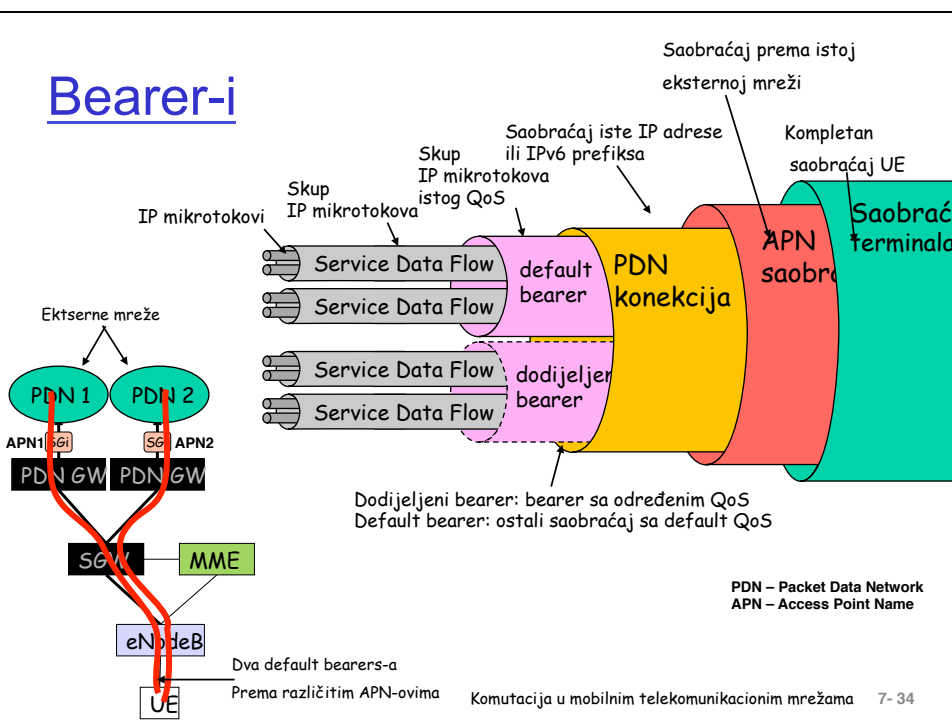 Bearer-i
Saobraćaj prema istoj
eksternoj mreži
Saobraćaj iste IP adrese
ili IPv6 prefiksa
Kompletan
saobraćaj UE
Skup
IP mikrotokova
istog QoS
Skup
IP mikrotokova
IP mikrotokovi
Service Data Flow
Service Data Flow
Service Data Flow
Service Data Flow
default
bearer
dodijeljen
bearer
PDN
konekcija
APN
saobra
Saobrać
terminala
Dodijeljeni bearer: bearer sa određenim QoS
Default bearer: ostali saobraćaj sa default QoS
Ektserne mreže
PDN 1
PDN 2
APN1
SGi
SGi
APN2
PDN GW
PDN GW
SGW
MME
eNodeB
UE
Dva default bearers-a
Prema različitim APN-ovima
PDN – Packet Data Network
APN – Access Point Name
Komutacija u mobilnim telekomunikacionim mrežama 7- 34